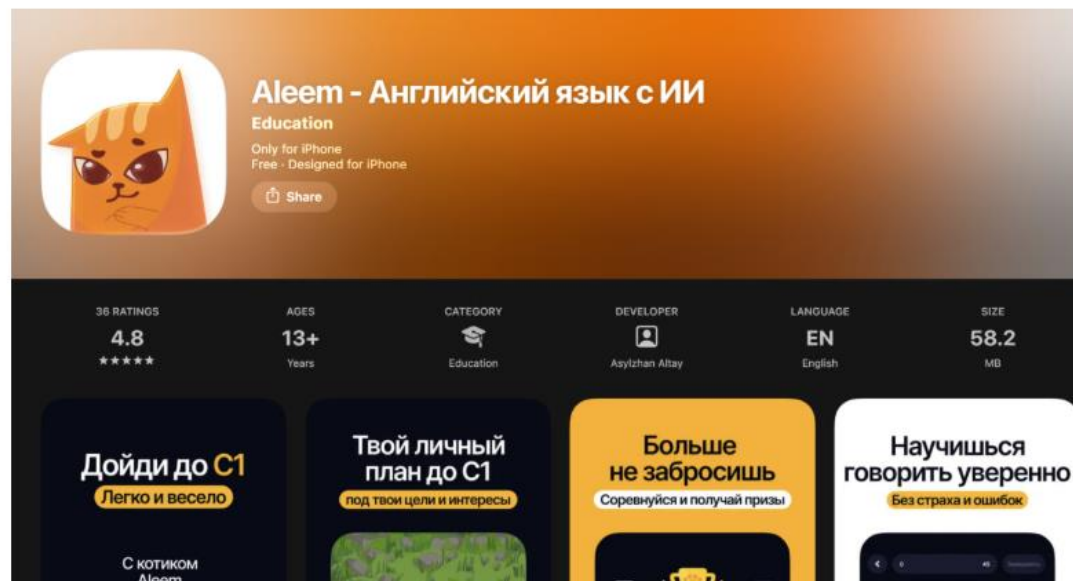 Aleem - Английский язык с ИИ
Education
Only for iPhone
Free · Designed for iPhone
Share
36 RATINGS
4.8
★★★★★
AGES
13+
Years
CATEGORY
Education
DEVELOPER
Asylzhan Altay
LANGUAGE
EN
English
SIZE
58.2
MB
Дойди до C1
Легко и весело
С котиком
Aleem
Твой личный
план до C1
под твои цели и интересы
Больше
не забросишь
Соревнуйся и получай призы
Научишься
говорить уверенно
Без страха и ошибок
0